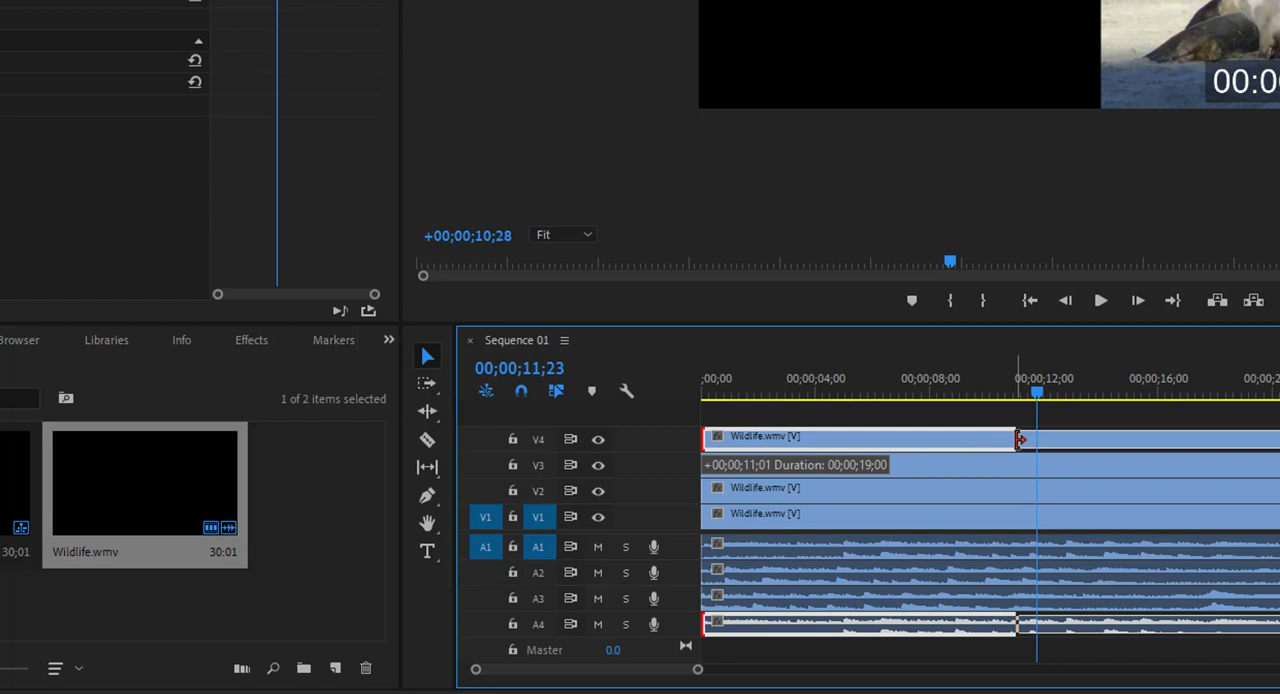 00:0
+00;00;10;28
Fit
Browser
Libraries
Info
Effects
Markers
1 of 2 items selected
30;01
Wildlife.wmv
30:01
Sequence 01
00;00;11;23
;00;00
00;00;04;00
00;00;08;00
00;00;12;00
00;00;16;00
00;00;2
V4
Wildlife.wmv [V]
V3
+00;00;11;01 Duration: 00;00;19;00
V2
Wildlife.wmv [V]
V1
V1
Wildlife.wmv [V]
A1
A1
M
S
A2
M
S
A3
M
S
A4
M
S
Master
0.0